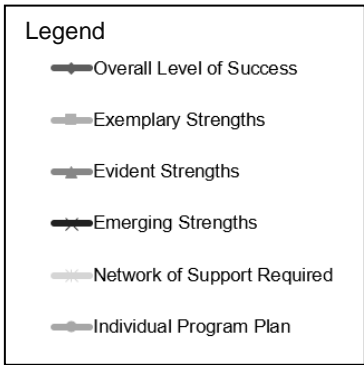 Legend
Overall Level of Success
Exemplary Strengths
Evident Strengths
Emerging Strengths
Network of Support Required
Individual Program Plan